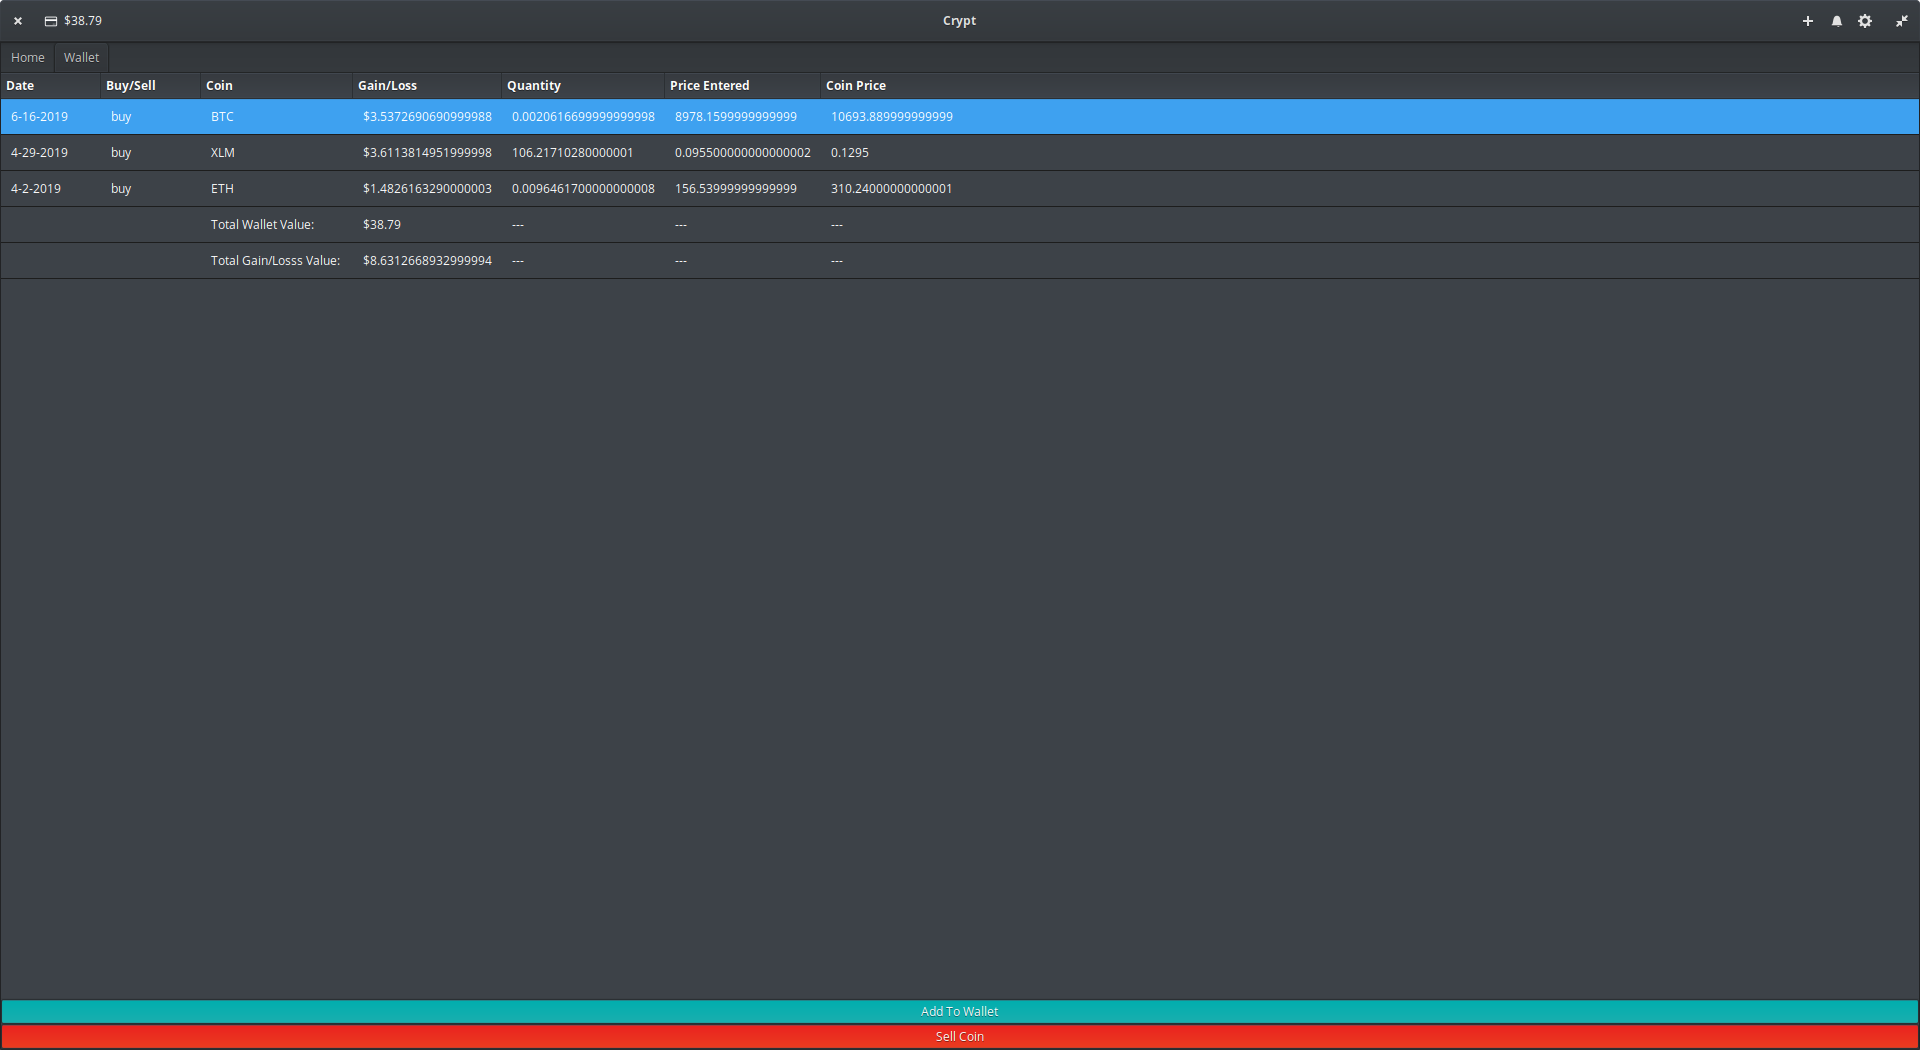 $38.79 Crypt
Home Wallet
Date Buy/Sell Coin Gain/Loss Quantity Price Entered Coin Price
6-16-2019 buy BTC $3.5372690690999988 0.0020616699999999998 8978.1599999999999 10693.889999999999
4-29-2019 buy XLM $3.6113814951999998 106.21710280000001 0.095500000000000002 0.1295
4-2-2019 buy ETH $1.4826163290000003 0.0096461700000000008 156.53999999999999 310.24000000000001
Total Wallet Value: $38.79 --- --- ---
Total Gain/Losss Value: $8.6312668932999994 --- --- ---
Add To Wallet
Sell Coin